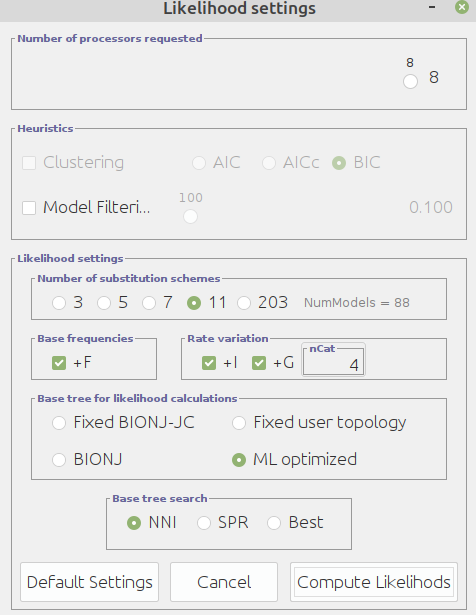 Likelihood settings
Number of processors requested
8
8
Heuristics
Clustering AIC AICc BIC
Model Filteri... 100 0.100
Likelihood settings
Number of substitution schemes
3 5 7 11 203 NumModels = 88
Base frequencies Rate variation
+F +I +G nCat 4
Base tree for likelihood calculations
Fixed BIONJ-JC Fixed user topology
BIONJ ML optimized
Base tree search
NNI SPR Best
Default Settings Cancel Compute Likelihods